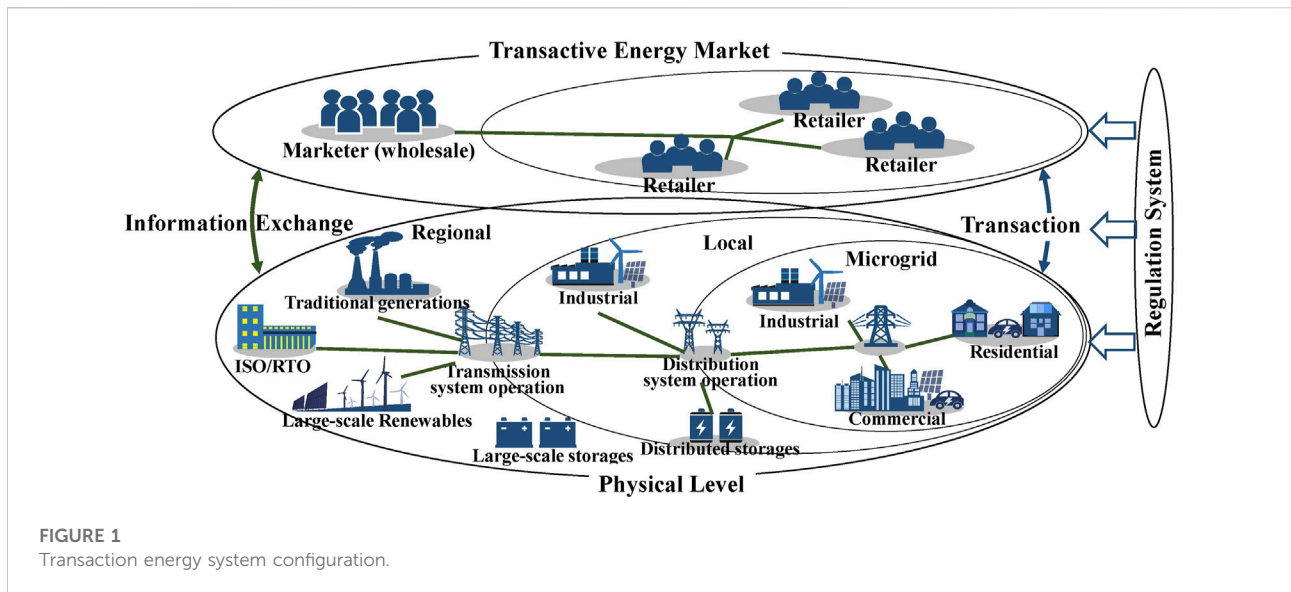 Transactive Energy Market
Marketer (wholesale)
Retailer
Retailer
Retailer
Information Exchange
Transaction
Regulation System
Regional
Local
Microgrid
Traditional generations
Industrial
Industrial
ISO/RTO
Transmission
system operation
Distribution
system operation
Residential
Large-scale Renewables
Commercial
Large-scale storages
Distributed storages
Physical Level
FIGURE 1
Transaction energy system configuration.